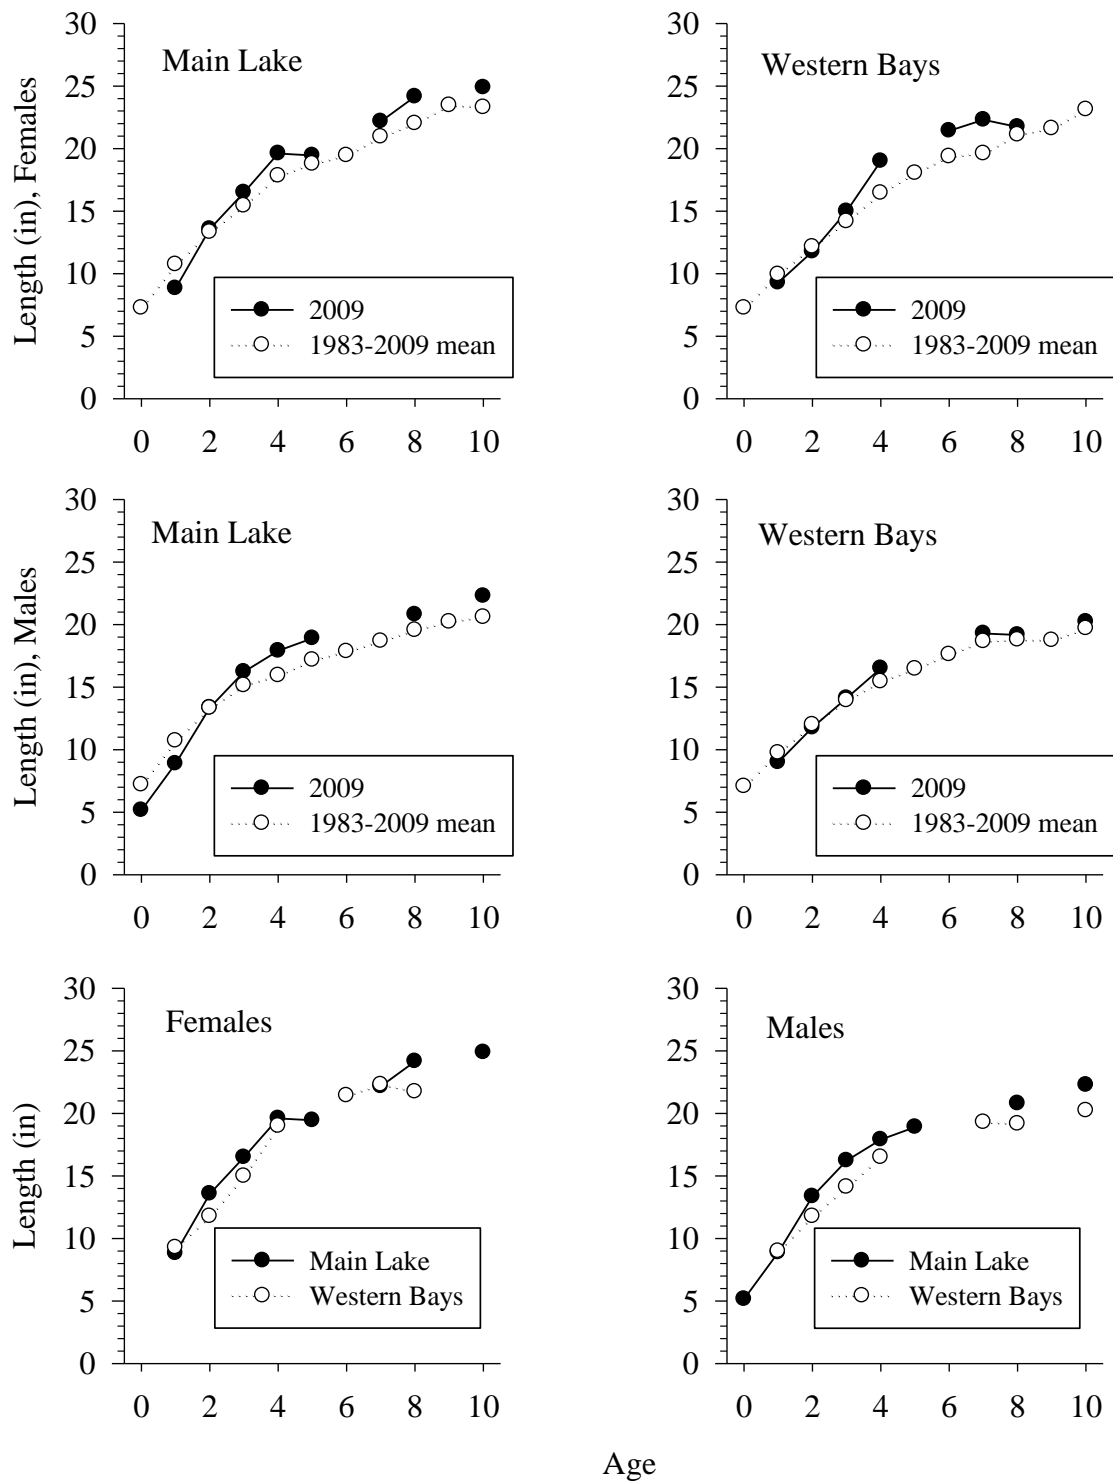 30
25
20
15
10
5
0
Length (in), Females
Main Lake
2009
1983-2009 mean
0 2 4 6 8 10
30
25
20
15
10
5
0
Western Bays
2009
1983-2009 mean
0 2 4 6 8 10
30
25
20
15
10
5
0
Length (in), Males
Main Lake
2009
1983-2009 mean
0 2 4 6 8 10
30
25
20
15
10
5
0
Western Bays
2009
1983-2009 mean
0 2 4 6 8 10
30
25
20
15
10
5
0
Length (in)
Females
Main Lake
Western Bays
0 2 4 6 8 10
30
25
20
15
10
5
0
Males
Main Lake
Western Bays
0 2 4 6 8 10
Age